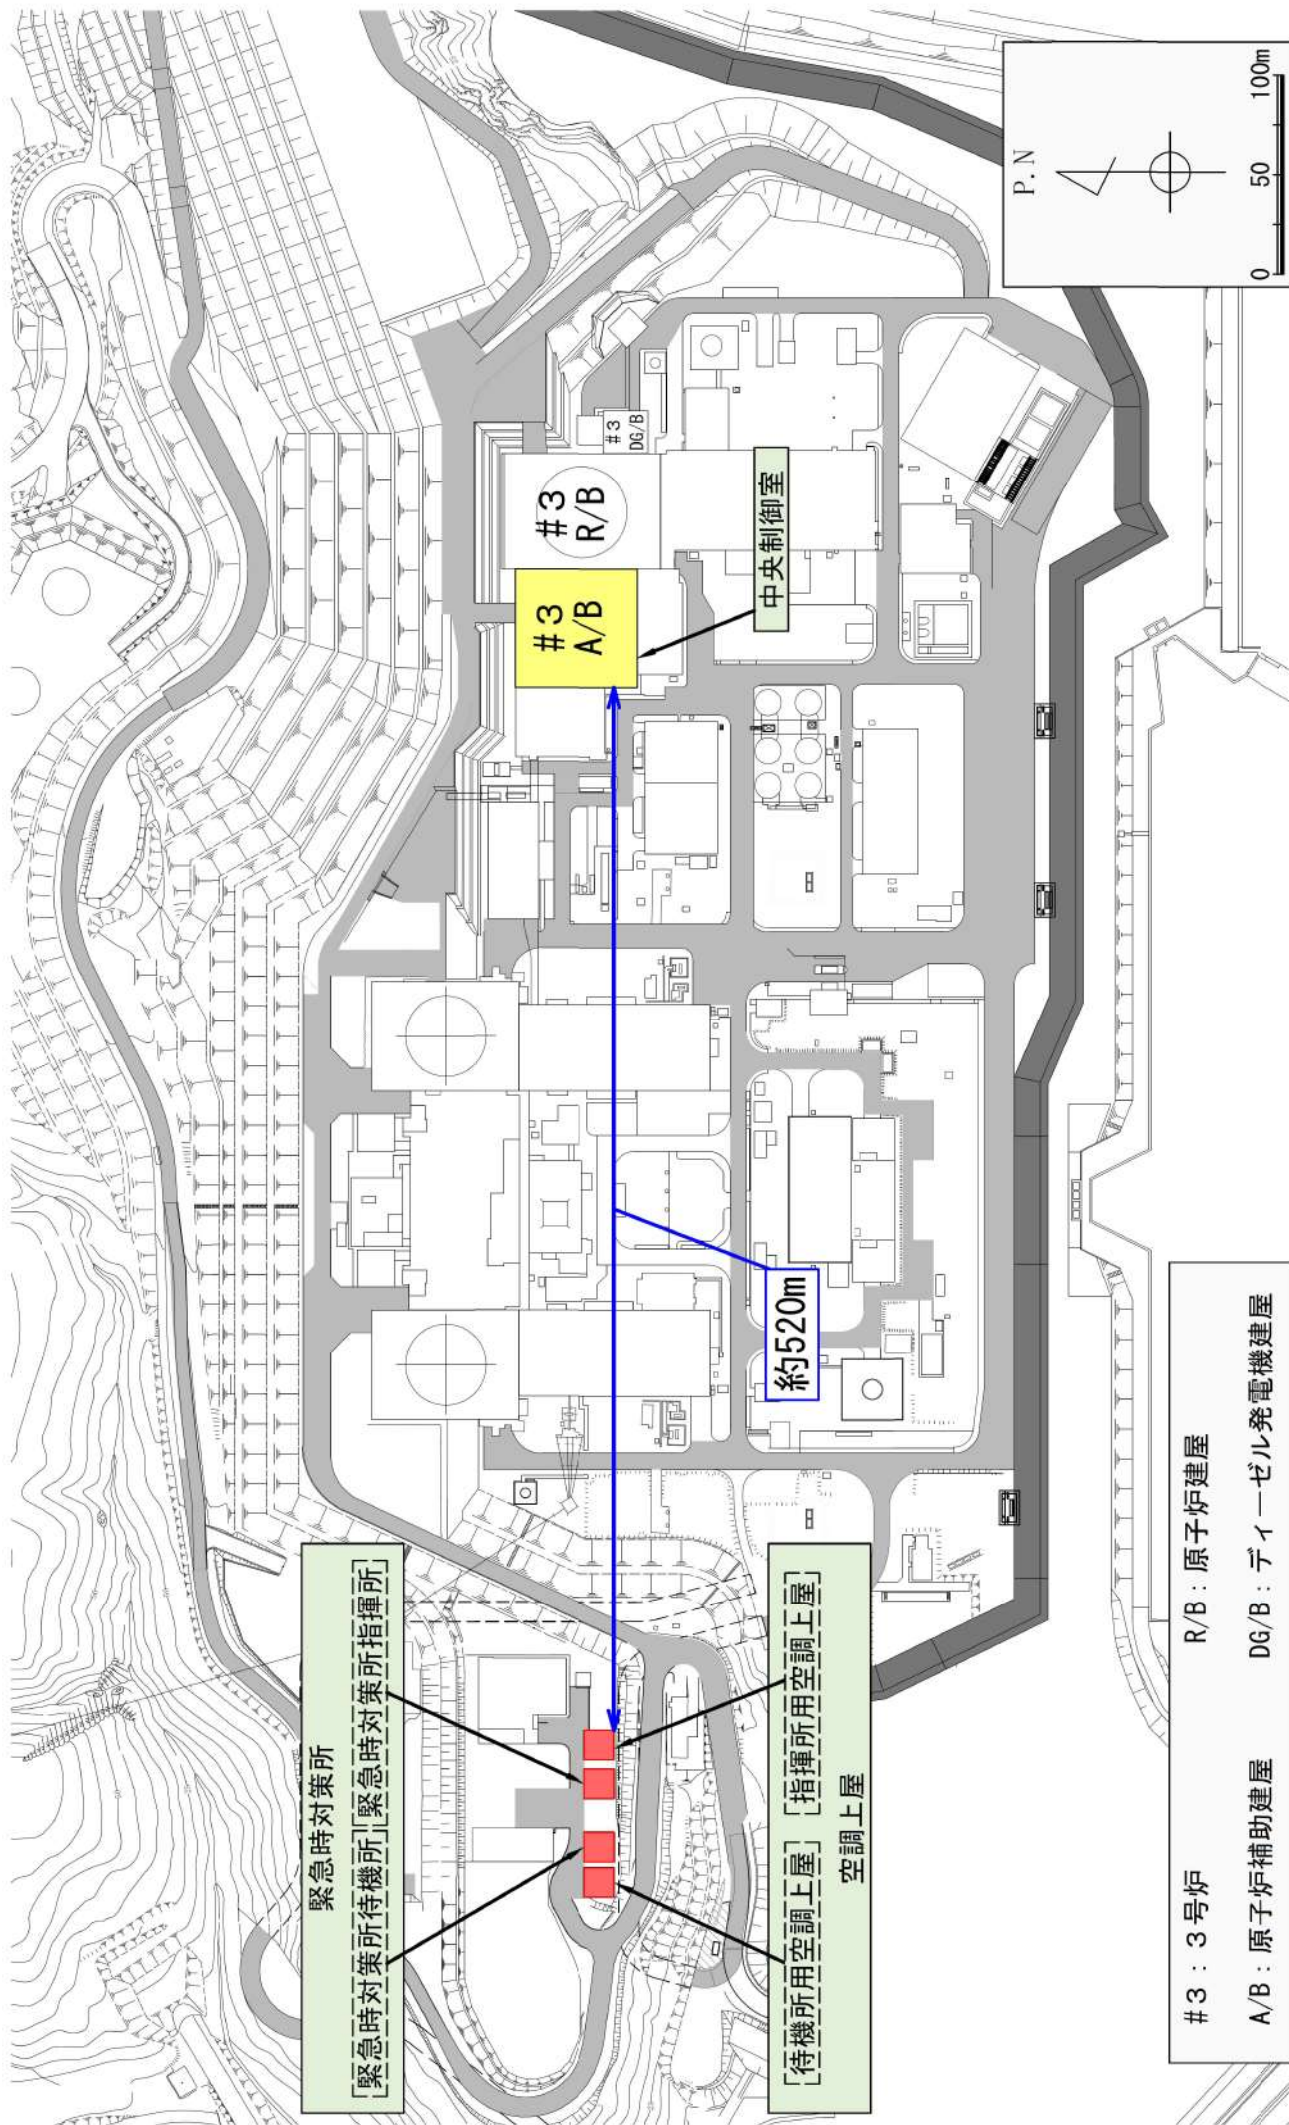 緊急時対策所
[緊急時対策所待機所][緊急時対策所指揮所]
#3
A/B
#3
R/B
#3
DG/B
中央制御室
約520m
[待機所用空調上屋] [指揮所用空調上屋]
空調上屋
P.N
0 50 100m
#3:3号炉 R/B:原子炉建屋
A/B:原子炉補助建屋 DG/B:ディーゼル発電機建屋